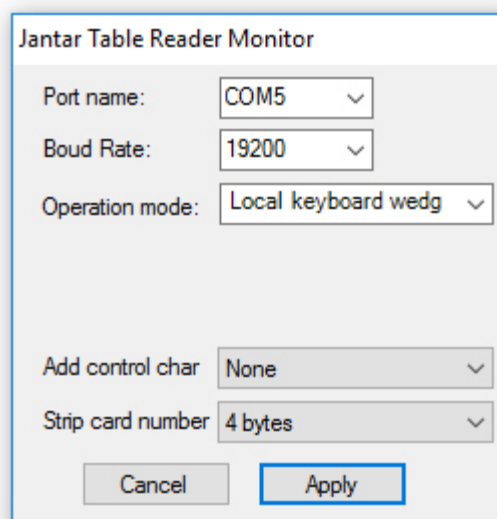 Jantar Table Reader Monitor
Port name: COM5
Boud Rate: 19200
Operation mode: Local keyboard wedg
Add control char None
Strip card number 4 bytes
Cancel Apply